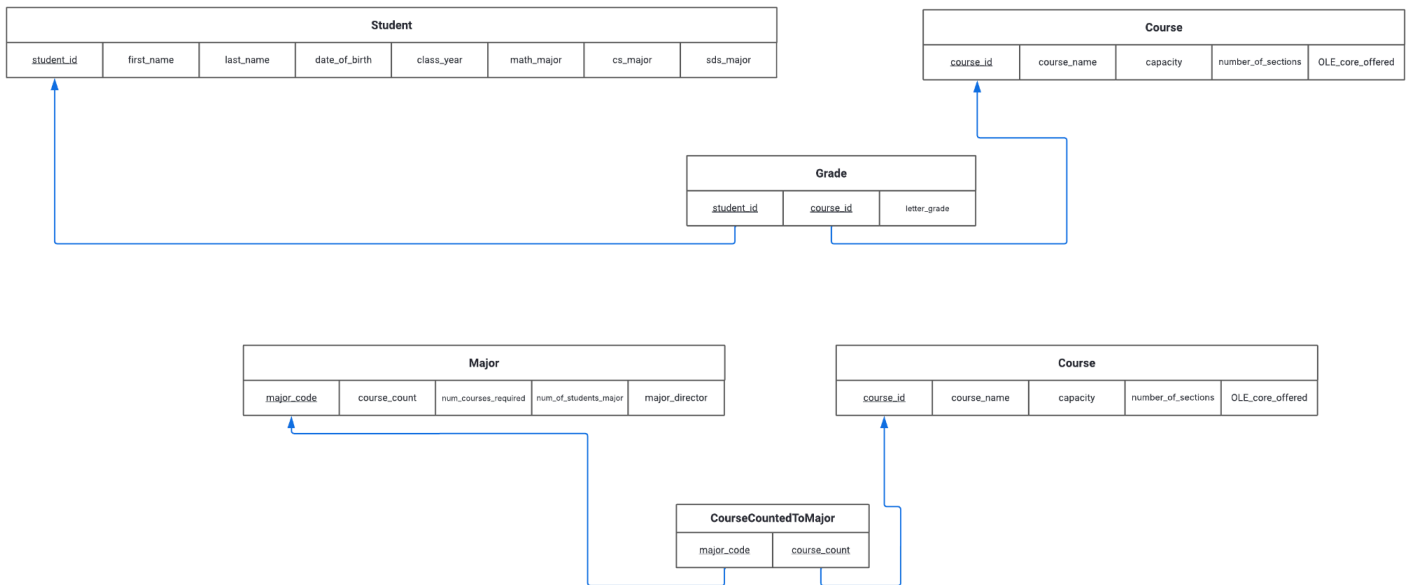 Student
student_id first_name last_name date_of_birth class_year math_major cs_major sds_major
Course
course_id course_name capacity number_of_sections OLE_core_offered
Grade
student_id course_id letter_grade
Major
major_code course_count num_courses_required num_of_students_major major_director
Course
course_id course_name capacity number_of_sections OLE_core_offered
CourseCountedToMajor
major_code course_count